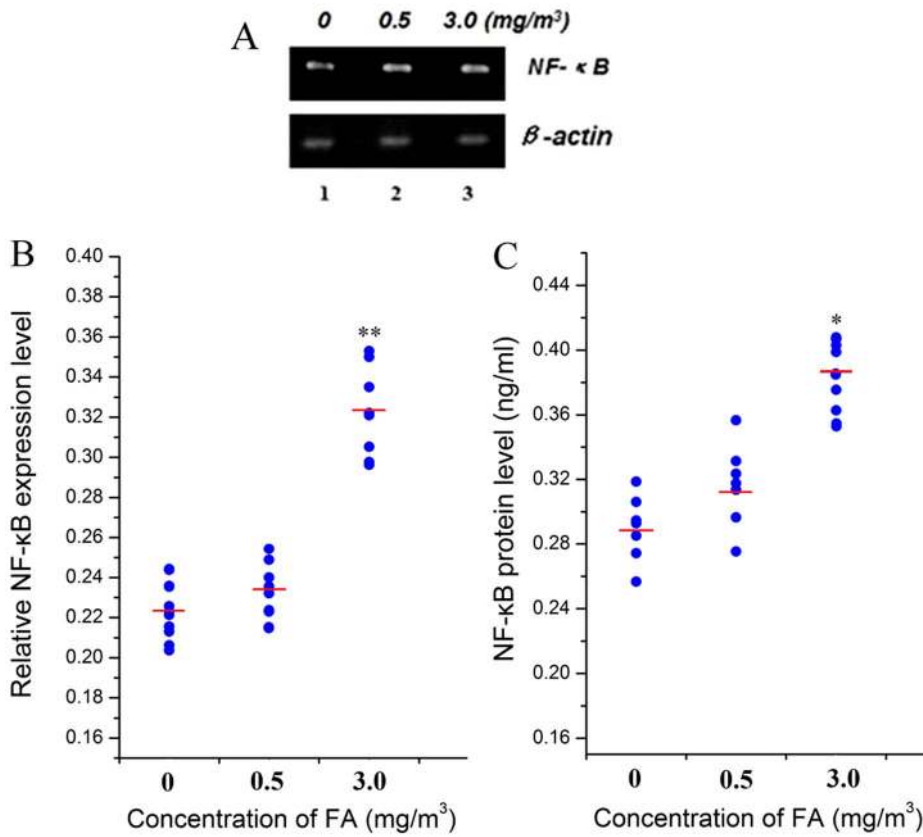 A
0 0.5 3.0 (mg/m³)
NF-κB
β-actin
1 2 3
B
Relative NF-κB expression level
0.40
0.38
0.36
0.34
0.32
0.30
0.28
0.26
0.24
0.22
0.20
0.18
0.16
**
0 0.5 3.0
Concentration of FA (mg/m³)
C
NF-κB protein level (ng/ml)
0.44
0.40
0.36
0.32
0.28
0.24
0.20
0.16
*
0 0.5 3.0
Concentration of FA (mg/m³)